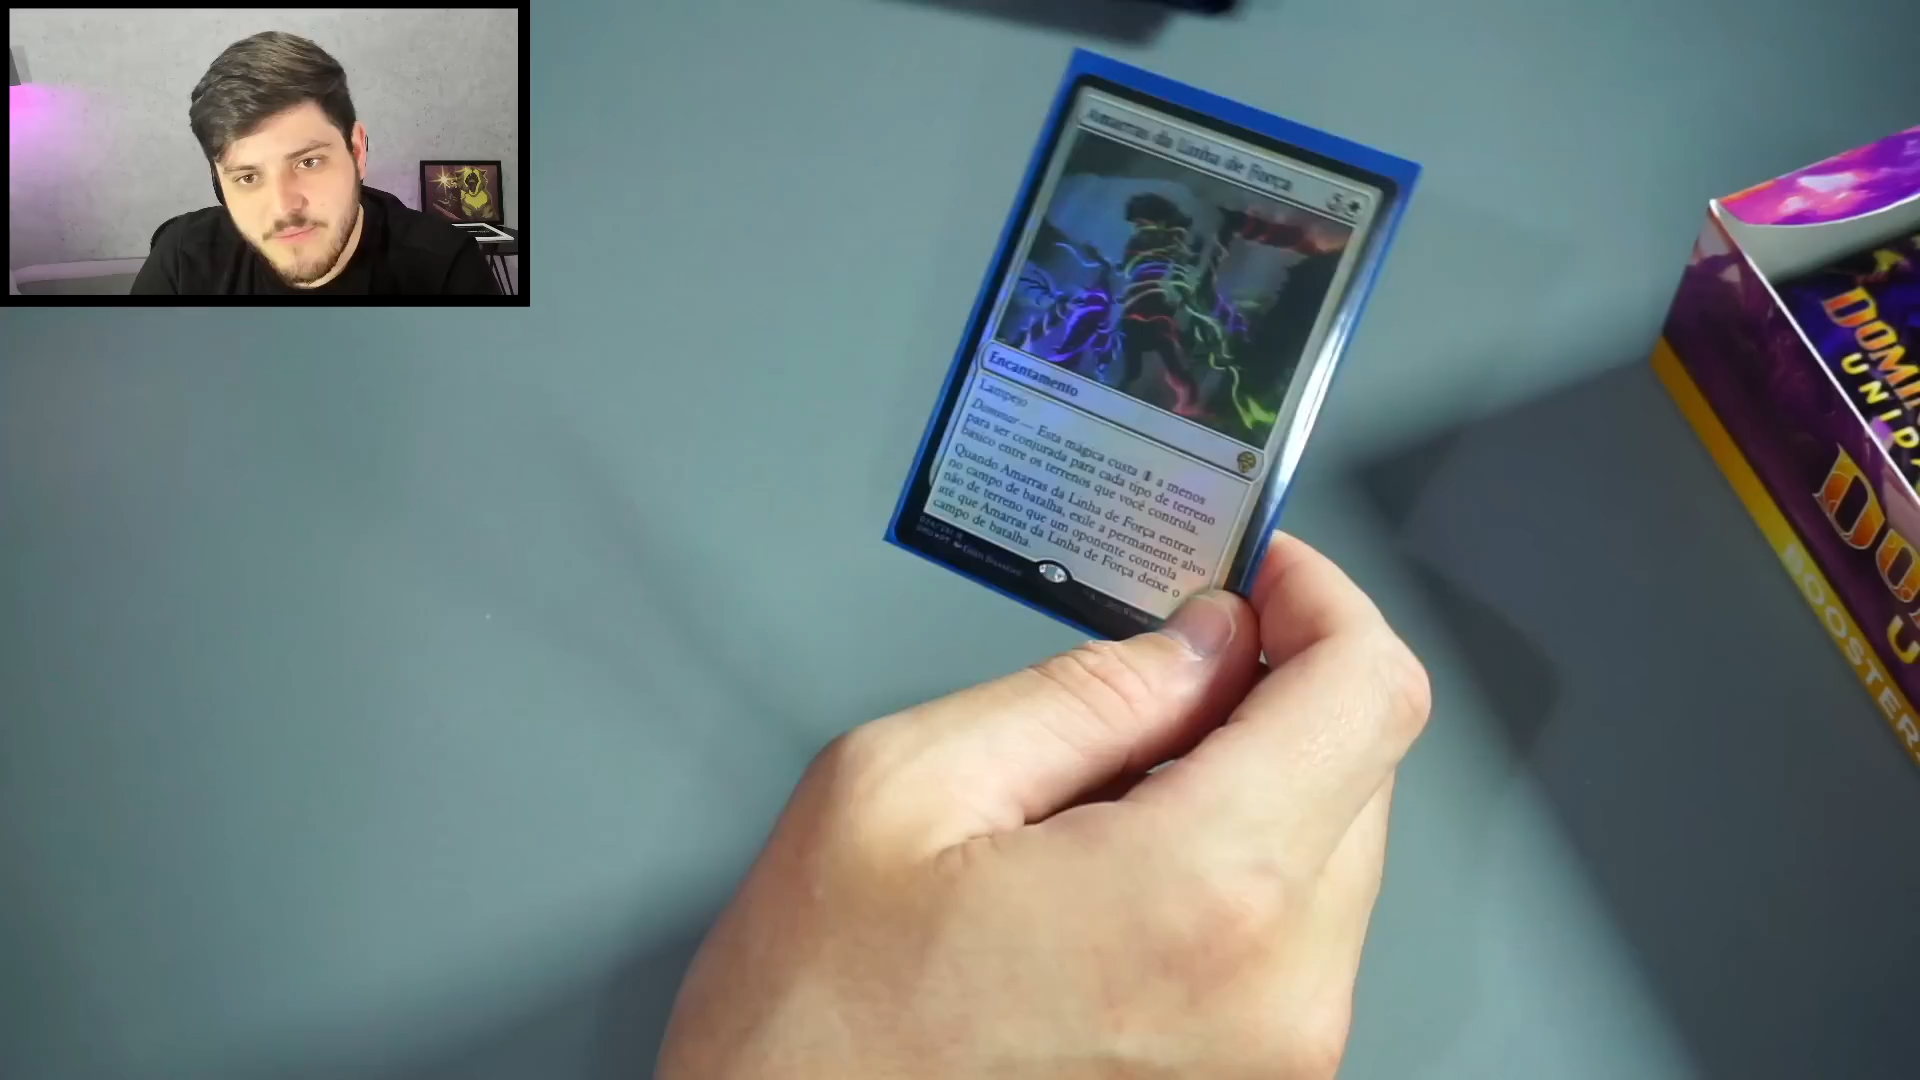 Amarras da Linha de Força
5
Encantamento
Lampejo
Dominar — Esta mágica custa 1 a menos
para ser conjurada para cada tipo de terreno
básico entre os terrenos que você controla.
Quando Amarras da Linha de Força entrar
no campo de batalha, exile a permanente alvo
não de terreno que um oponente controla
até que Amarras da Linha de Força deixe o
campo de batalha.
BOOSTER